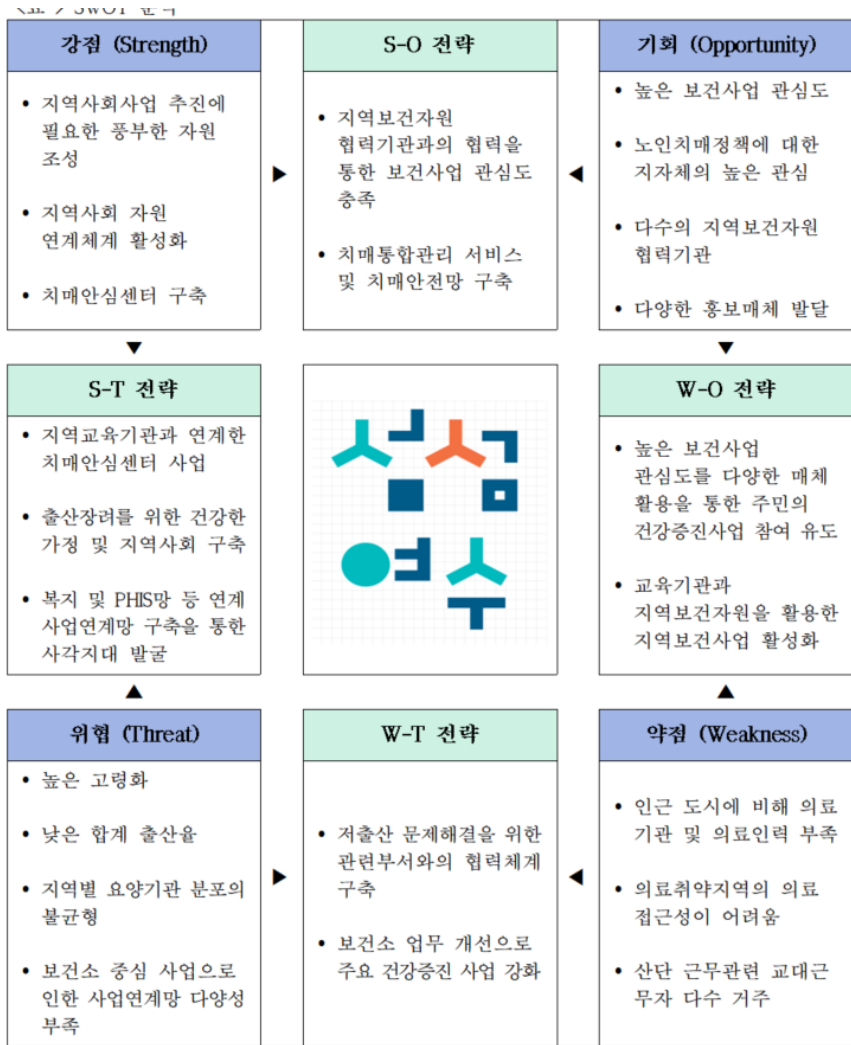 <표 > SWOT 분석
강점 (Strength)
• 지역사회사업 추진에
필요한 풍부한 자원
조성
• 지역사회 자원
연계체계 활성화
• 치매안심센터 구축
S-O 전략
• 지역보건자원
협력기관과의 협력을
통한 보건사업 관심도
충족
• 치매통합관리 서비스
및 치매안전망 구축
기회 (Opportunity)
• 높은 보건사업 관심도
• 노인치매정책에 대한
지자체의 높은 관심
• 다수의 지역보건자원
협력기관
• 다양한 홍보매체 발달
S-T 전략
• 지역교육기관과 연계한
치매안심센터 사업
• 출산장려를 위한 건강한
가정 및 지역사회 구축
• 복지 및 PHIS망 등 연계
사업연계망 구축을 통한
사각지대 발굴
섬섬
여수
W-O 전략
• 높은 보건사업
관심도를 다양한 매체
활용을 통한 주민의
건강증진사업 참여 유도
• 교육기관과
지역보건자원을 활용한
지역보건사업 활성화
위협 (Threat)
• 높은 고령화
• 낮은 합계 출산율
• 지역별 요양기관 분포의
불균형
• 보건소 중심 사업으로
인한 사업연계망 다양성
부족
W-T 전략
• 저출산 문제해결을 위한
관련부서와의 협력체계
구축
• 보건소 업무 개선으로
주요 건강증진 사업 강화
약점 (Weakness)
• 인근 도시에 비해 의료
기관 및 의료인력 부족
• 의료취약지역의 의료
접근성이 어려움
• 산단 근무관련 교대근
무자 다수 거주